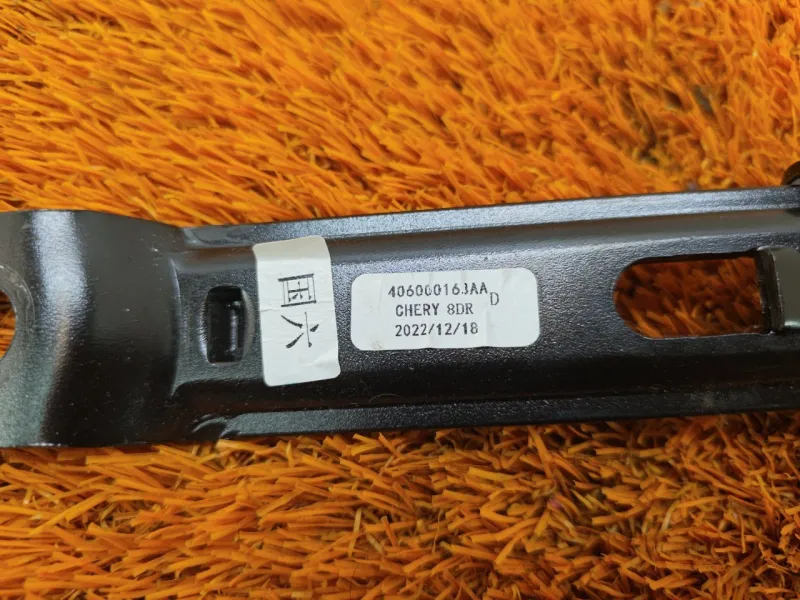 国六
406000163AA D
CHERY 8DR
2022/12/18